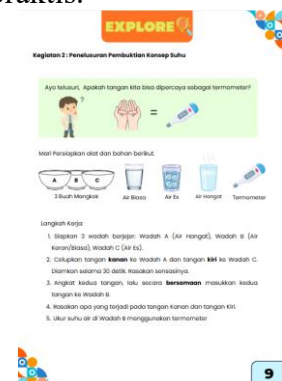 praktis.
EXPLORE
Kegiatan 2 : Penelusuran Pembuktian Konsep Suhu
Ayo telusuri, Apakah tangan kita bisa dipercaya sebagai termometer?
?
=
Mari Persiapkan alat dan bahan berikut.
A B C
3 Buah Mangkok Air Biasa Air Es Air Hangat Termometer
Langkah Kerja:
1. Siapkan 3 wadah berjejer: Wadah A (Air Hangat), Wadah B (Air
Keran/Biasa), Wadah C (Air Es).
2. Celupkan tangan kanan ke Wadah A dan tangan kiri ke Wadah C.
Diamkan selama 30 detik. Rasakan sensasinya.
3. Angkat kedua tangan, lalu secara bersamaan masukkan kedua
tangan ke Wadah B.
4. Rasakan apa yang terjadi pada tangan Kanan dan tangan Kiri.
5. Ukur suhu air di Wadah B menggunakan termometer
9